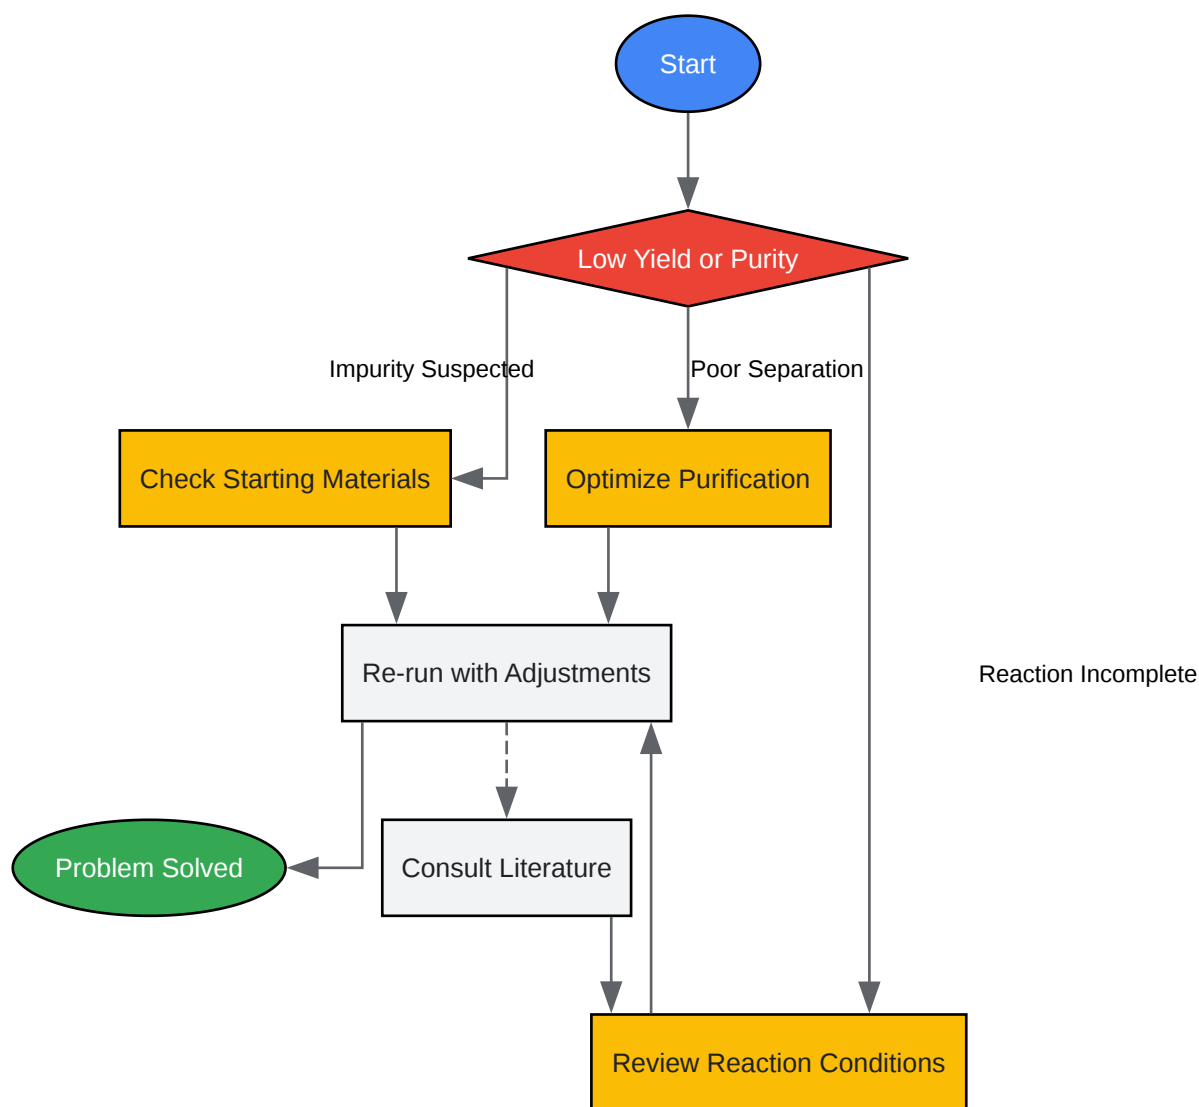 Start
Low Yield or Purity
Impurity Suspected
Poor Separation
Check Starting Materials
Optimize Purification
Re-run with Adjustments
Reaction Incomplete
Problem Solved
Consult Literature
Review Reaction Conditions